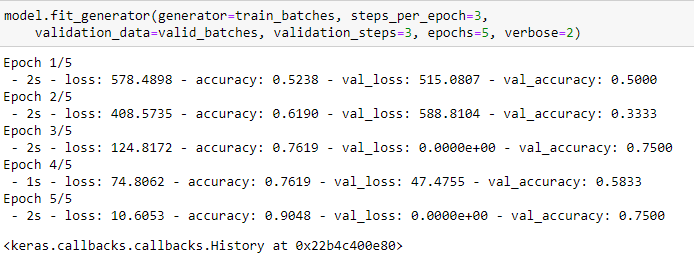 model.fit_generator(generator=train_batches, steps_per_epoch=3,
    validation_data=valid_batches, validation_steps=3, epochs=5, verbose=2)
Epoch 1/5
 - 2s - loss: 578.4898 - accuracy: 0.5238 - val_loss: 515.0807 - val_accuracy: 0.5000
Epoch 2/5
 - 2s - loss: 408.5735 - accuracy: 0.6190 - val_loss: 588.8104 - val_accuracy: 0.3333
Epoch 3/5
 - 2s - loss: 124.8172 - accuracy: 0.7619 - val_loss: 0.0000e+00 - val_accuracy: 0.7500
Epoch 4/5
 - 1s - loss: 74.8062 - accuracy: 0.7619 - val_loss: 47.4755 - val_accuracy: 0.5833
Epoch 5/5
 - 2s - loss: 10.6053 - accuracy: 0.9048 - val_loss: 0.0000e+00 - val_accuracy: 0.7500
<keras.callbacks.callbacks.History at 0x22b4c400e80>